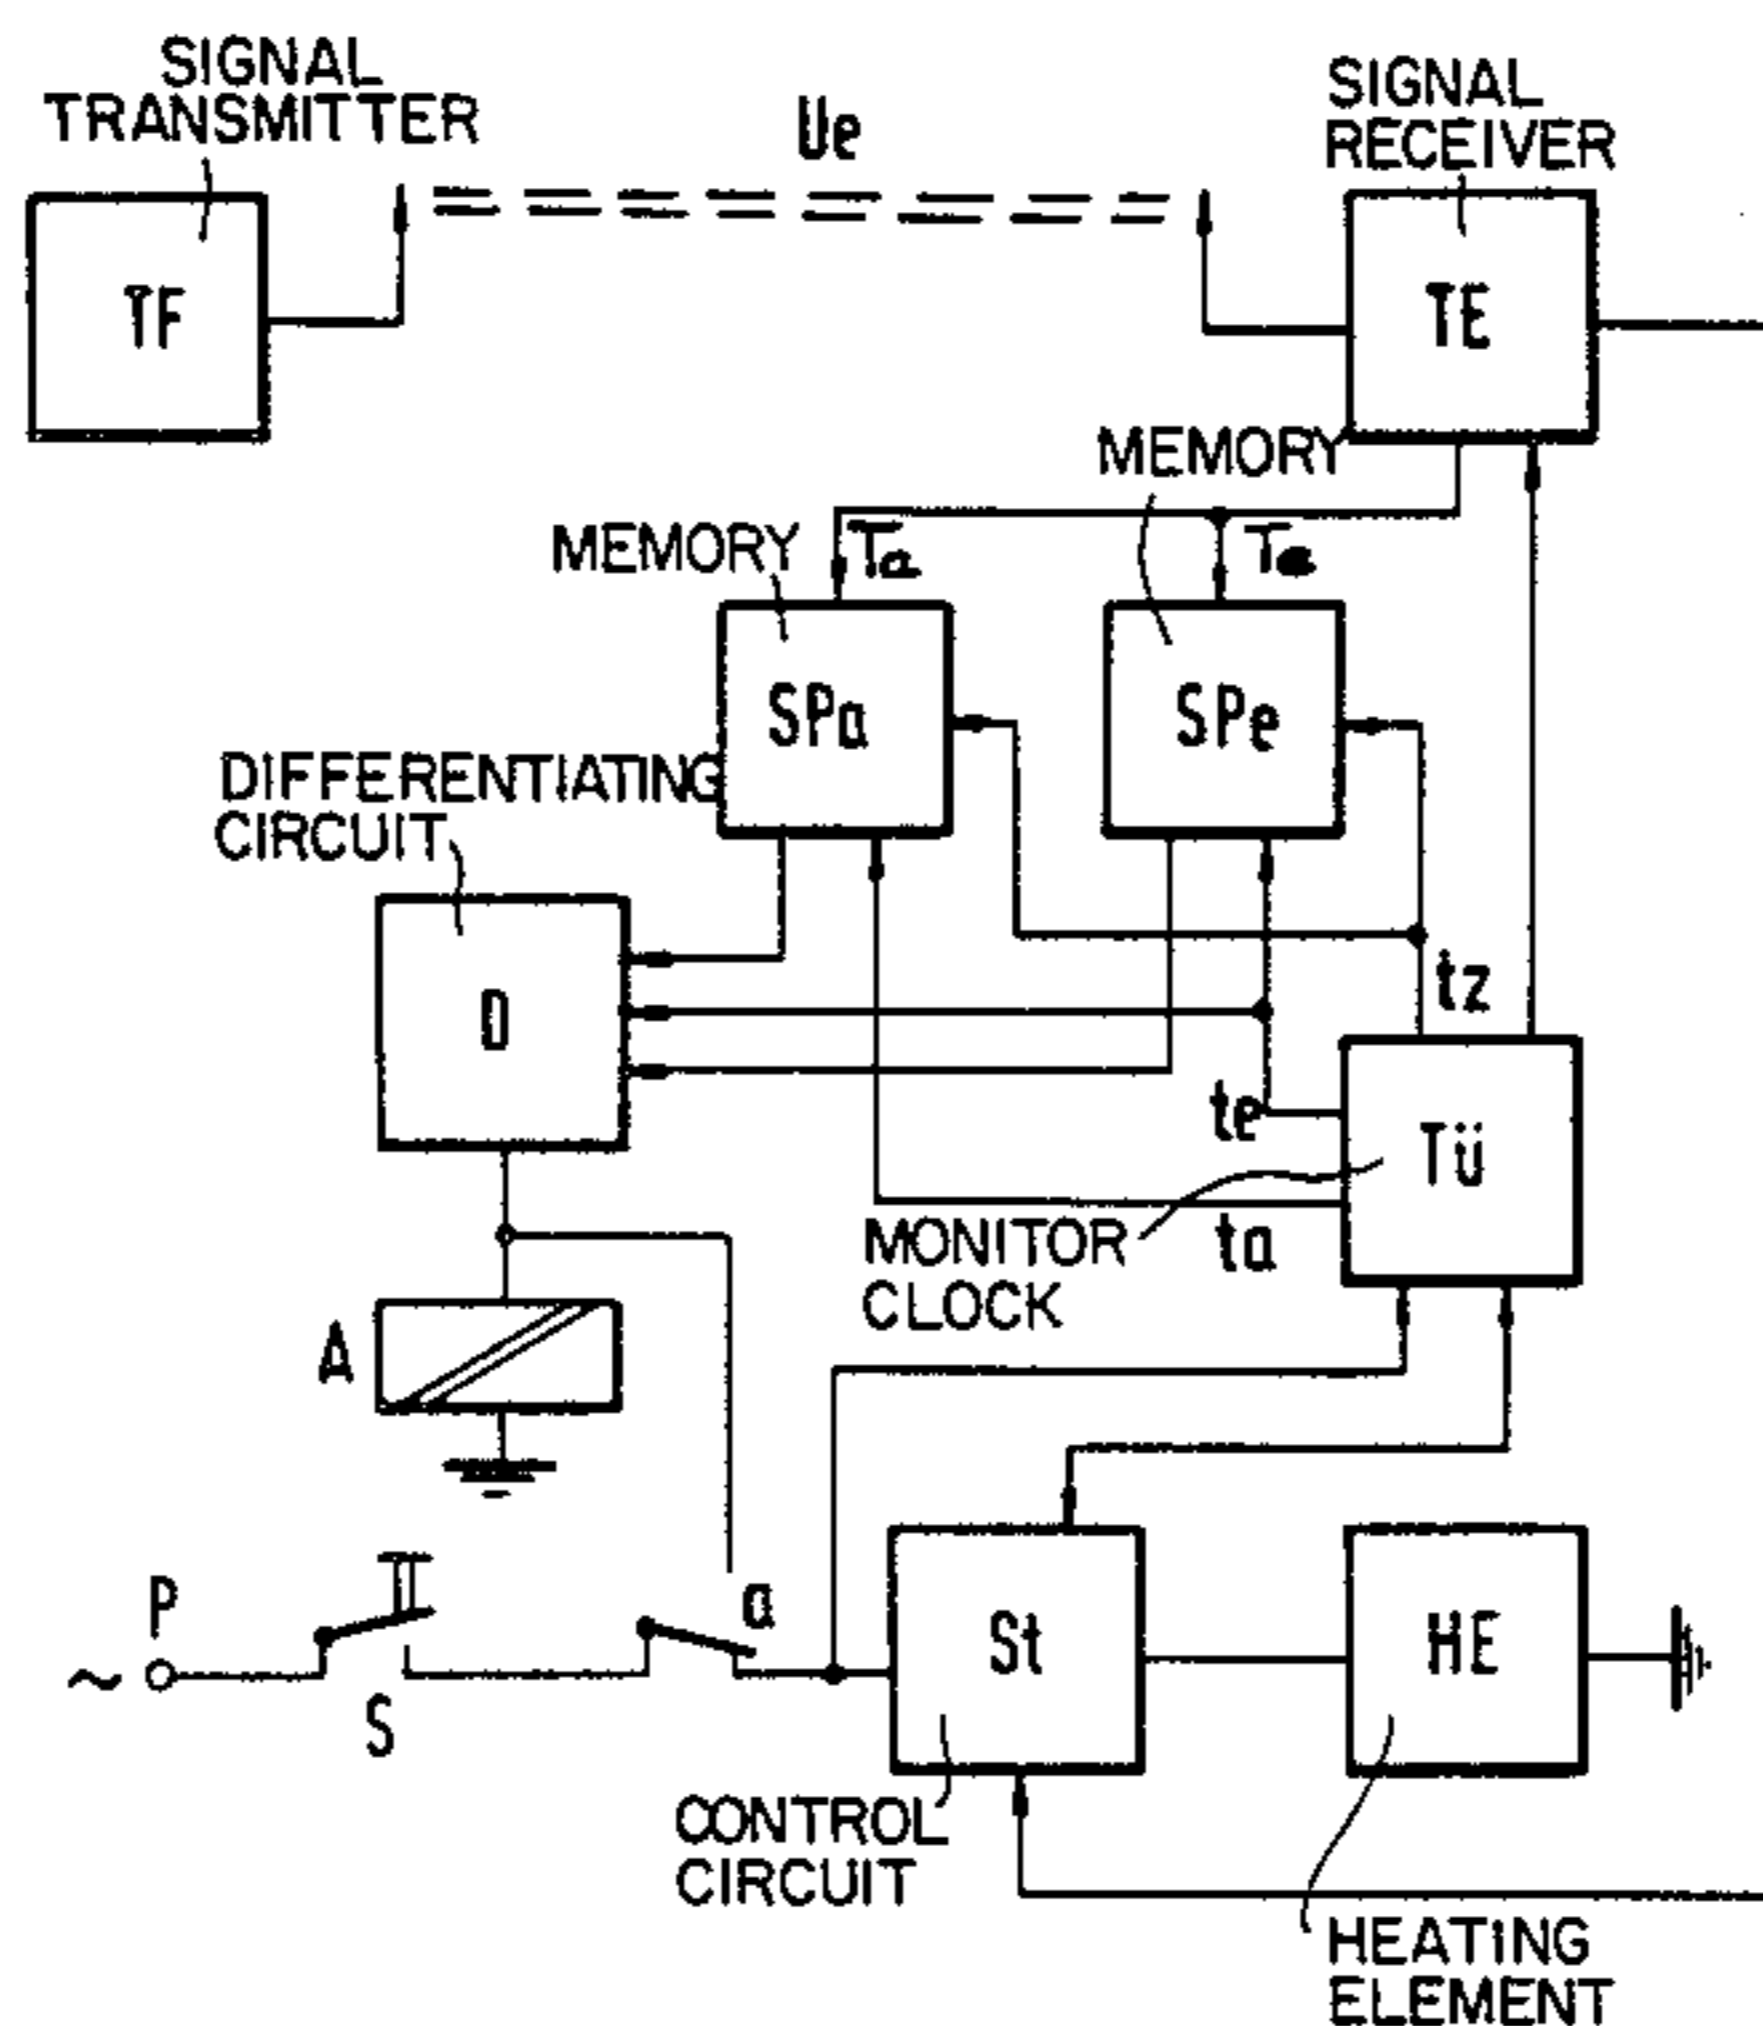 SIGNAL
TRANSMITTER
Ue
SIGNAL
RECEIVER
TF
TE
MEMORY
MEMORY
Ta
SPa
SPe
DIFFERENTIATING
CIRCUIT
D
tz
te
Tü
MONITOR
CLOCK
ta
A
P
a
~
S
St
HE
CONTROL
CIRCUIT
HEATING
ELEMENT